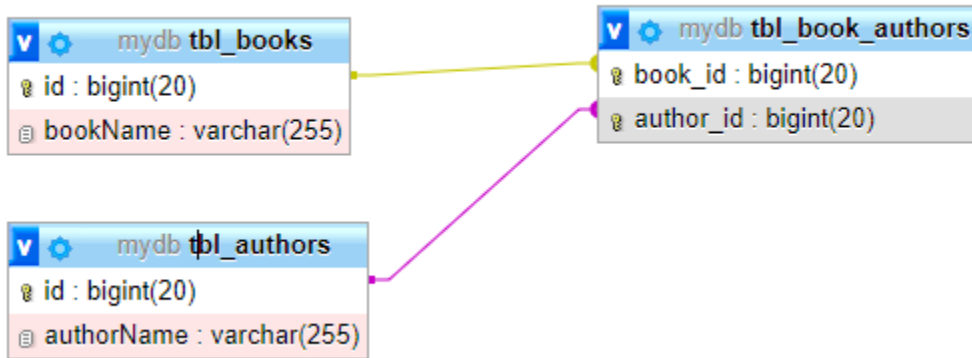 v mydb tbl_books
id : bigint(20)
bookName : varchar(255)
v mydb tbl_book_authors
book_id : bigint(20)
author_id : bigint(20)
v mydb tbl_authors
id : bigint(20)
authorName : varchar(255)